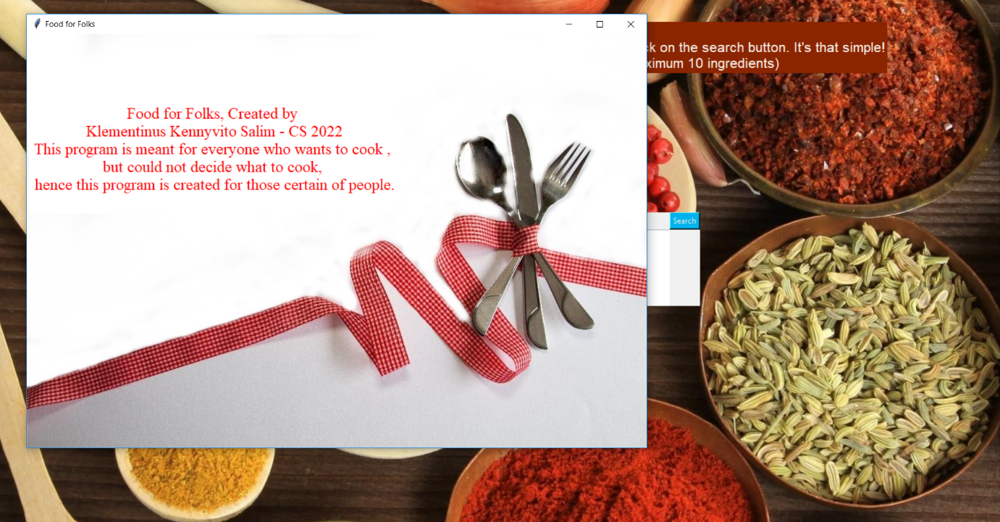 Food for Folks
Food for Folks, Created by
Klementinus Kennyvito Salim - CS 2022
This program is meant for everyone who wants to cook ,
but could not decide what to cook,
hence this program is created for those certain of people.
on the search button. It's that simple!
10 ingredients)
Search